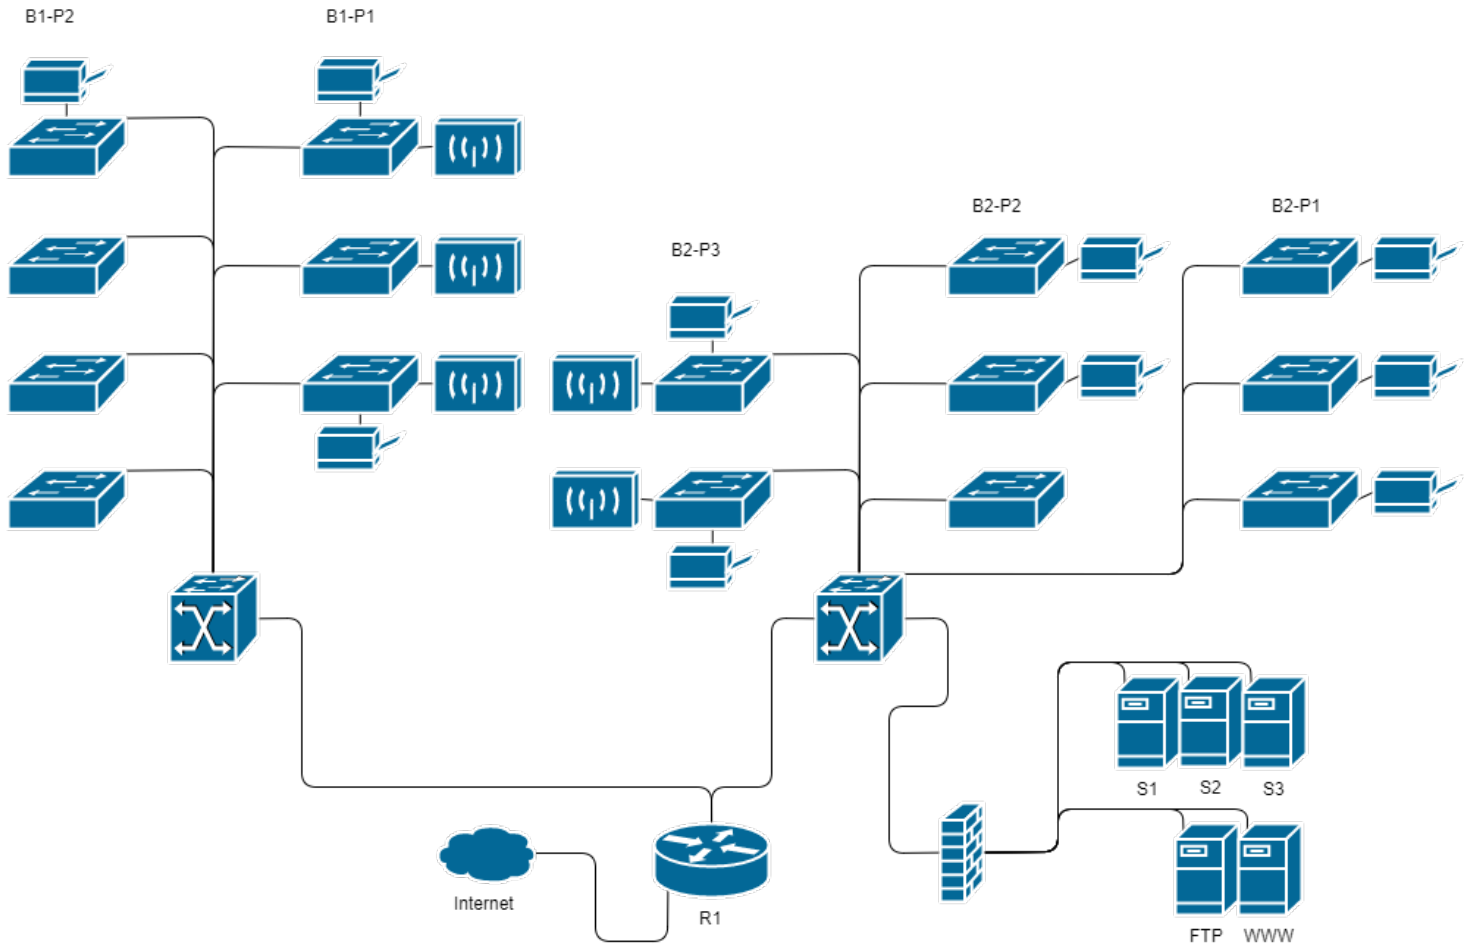 B1-P2
B1-P1
B2-P2
B2-P1
B2-P3
S1
S2
S3
Internet
R1
FTP
WWW